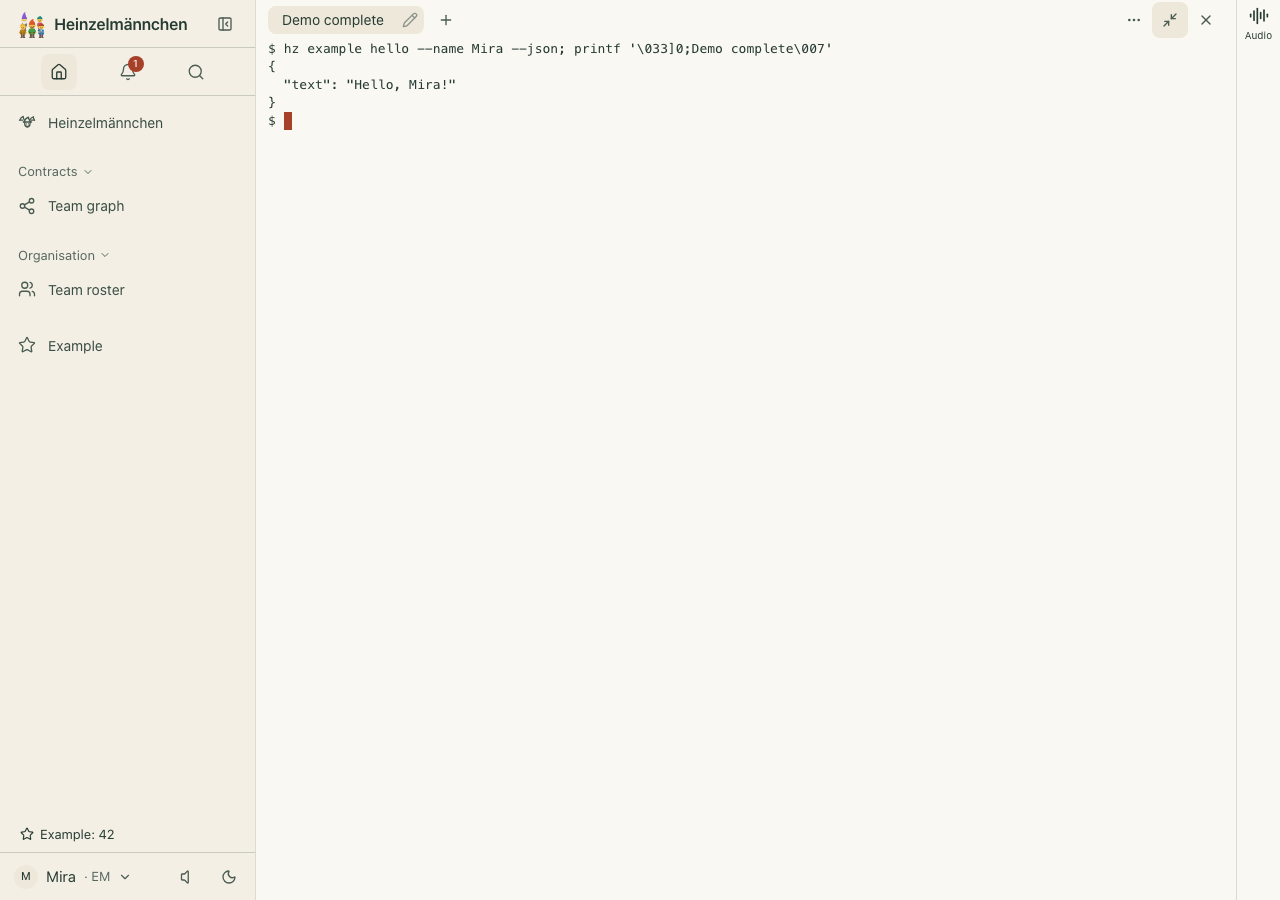 Heinzelmännchen
1
Heinzelmännchen
Contracts
Team graph
Organisation
Team roster
Example
Example: 42
M Mira · EM
Demo complete
$ hz example hello --name Mira --json; printf '\033]0;Demo complete\007'
{
  "text": "Hello, Mira!"
}
$
Audio